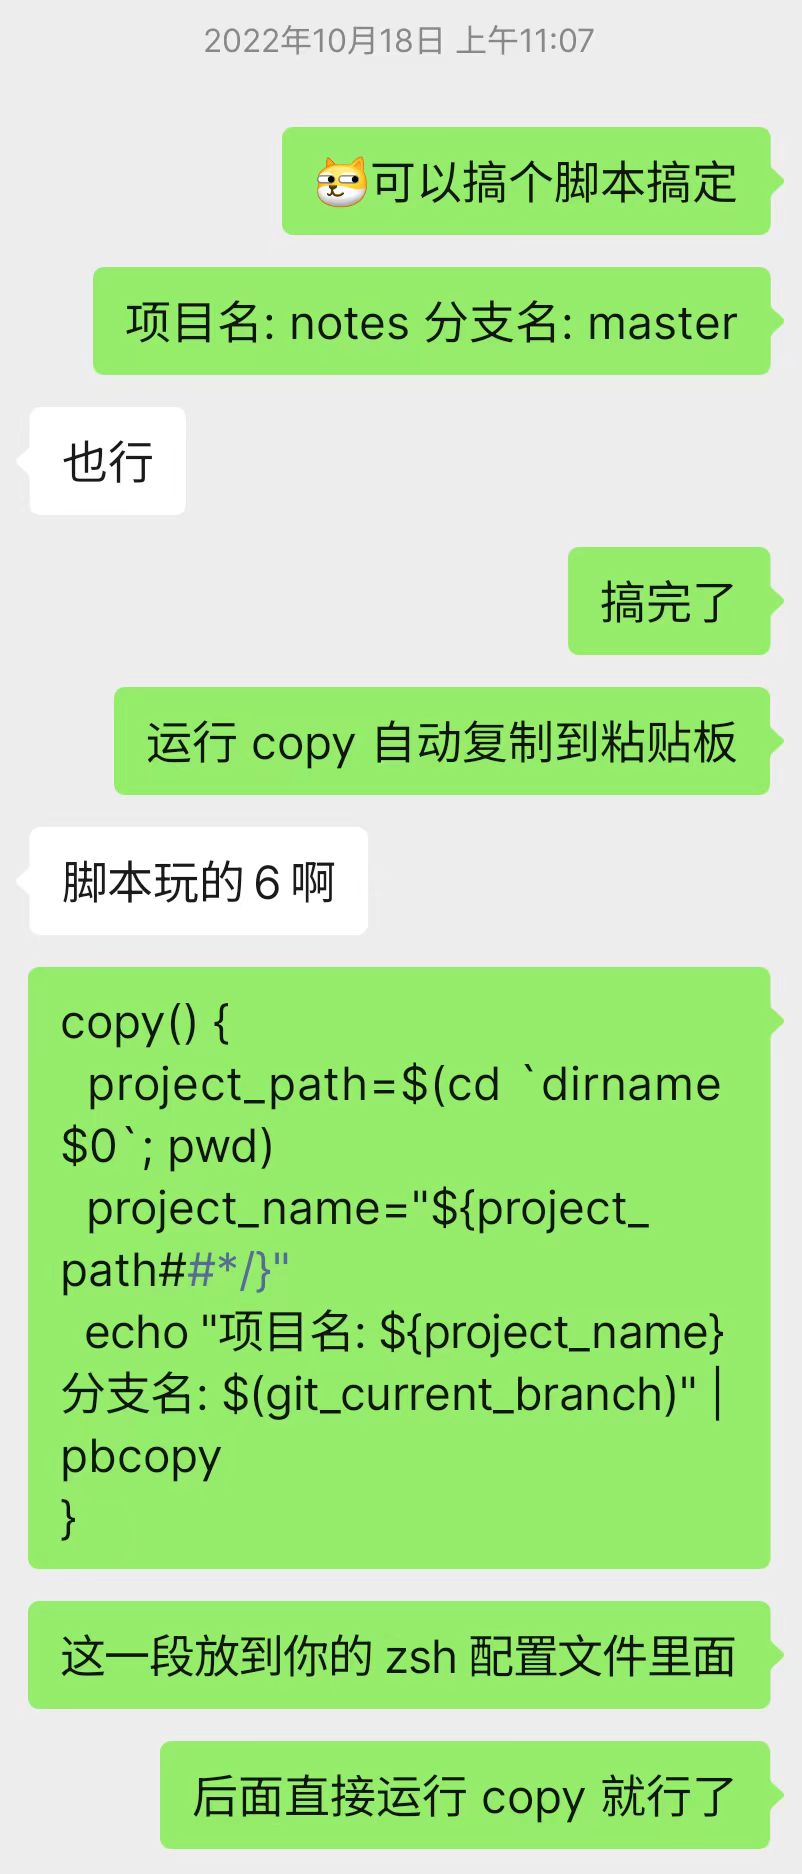 2022年10月18日 上午11:07
可以搞个脚本搞定
项目名: notes 分支名: master
也行
搞完了
运行 copy 自动复制到粘贴板
脚本玩的 6 啊
copy() {
  project_path=$(cd `dirname
$0`; pwd)
  project_name="${project_
path##*/}"
  echo "项目名: ${project_name}
分支名: $(git_current_branch)" |
pbcopy
}
这一段放到你的 zsh 配置文件里面
后面直接运行 copy 就行了